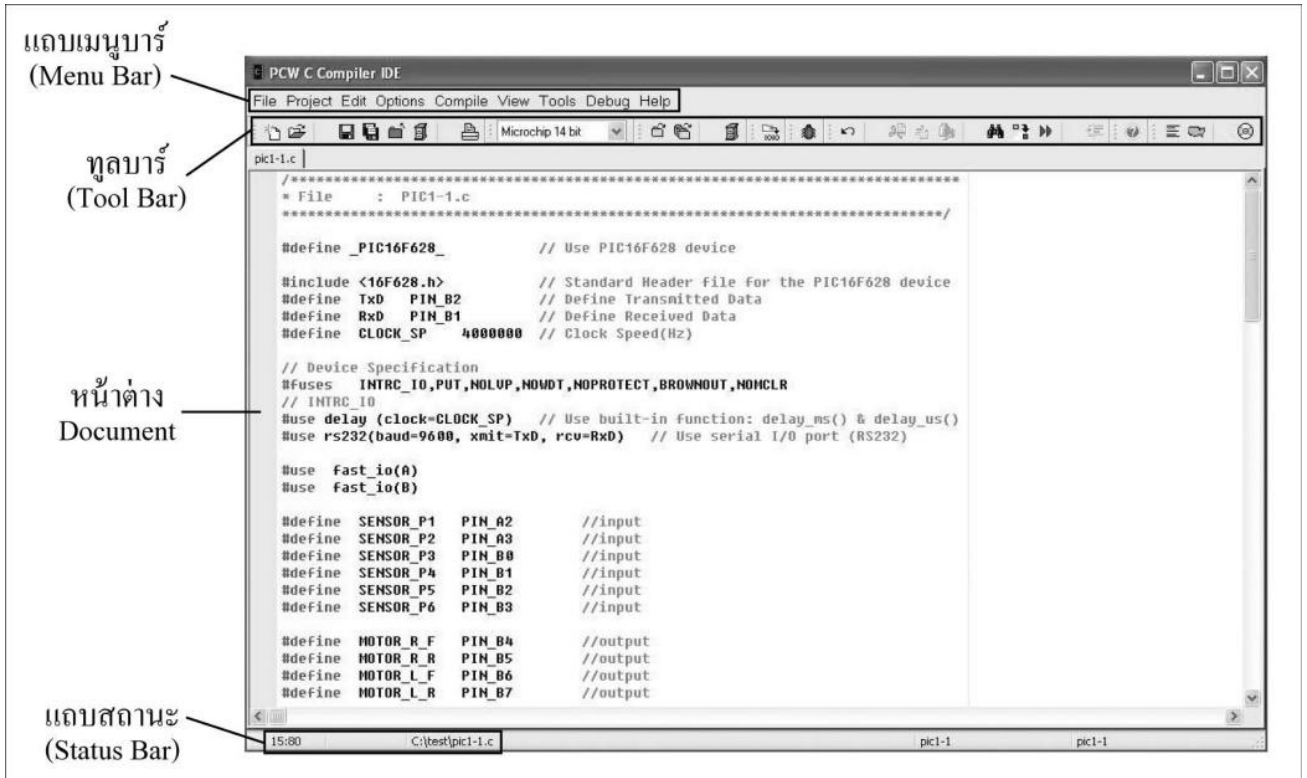 แถบเมนูบาร์
(Menu Bar)
PCW C Compiler IDE
File Project Edit Options Compile View Tools Debug Help
ทูลบาร์
(Tool Bar)
Microchip 14 bit
pic1-1.c
/******************************************************************************
* File : PIC1-1.c
******************************************************************************/
#define _PIC16F628_ // Use PIC16F628 device
#include <16F628.h> // Standard Header file for the PIC16F628 device
#define TxD PIN_B2 // Define Transmitted Data
#define RxD PIN_B1 // Define Received Data
#define CLOCK_SP 4000000 // Clock Speed(Hz)
// Device Specification
#fuses INTRC_IO,PUT,NOLVP,NOWDT,NOPROTECT,BROWNOUT,NOMCLR
// INTRC_IO
#use delay (clock=CLOCK_SP) // Use built-in function: delay_ms() & delay_us()
#use rs232(baud=9600, xmit=TxD, rcv=RxD) // Use serial I/O port (RS232)
#use fast_io(A)
#use fast_io(B)
#define SENSOR_P1 PIN_A2 //input
#define SENSOR_P2 PIN_A3 //input
#define SENSOR_P3 PIN_B0 //input
#define SENSOR_P4 PIN_B1 //input
#define SENSOR_P5 PIN_B2 //input
#define SENSOR_P6 PIN_B3 //input
#define MOTOR_R_F PIN_B4 //output
#define MOTOR_R_R PIN_B5 //output
#define MOTOR_L_F PIN_B6 //output
#define MOTOR_L_R PIN_B7 //output
หน้าต่าง
Document
แถบสถานะ
(Status Bar)
15:80 C:\test\pic1-1.c pic1-1 pic1-1